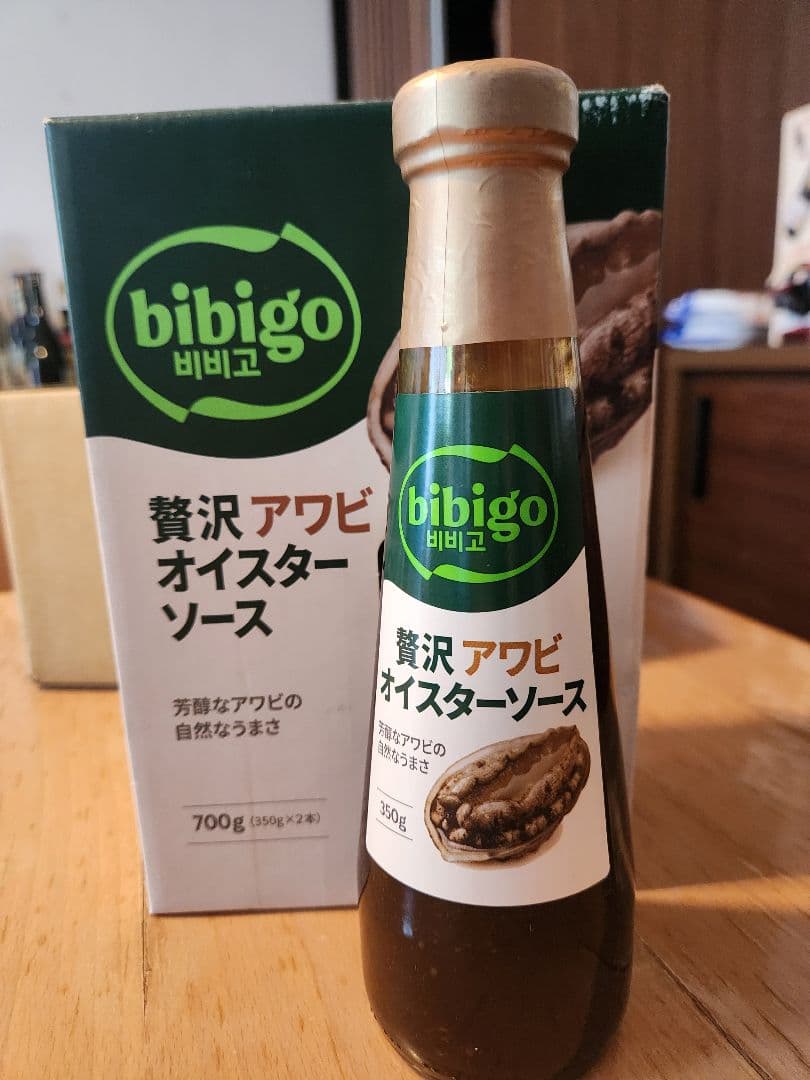 bibigo
비비고
贅沢 アワビ
オイスター
ソース
芳醇なアワビの
自然なうまさ
700g (350g×2本)
bibigo
비비고
贅沢 アワビ
オイスターソース
芳醇なアワビの
自然なうまさ
350g